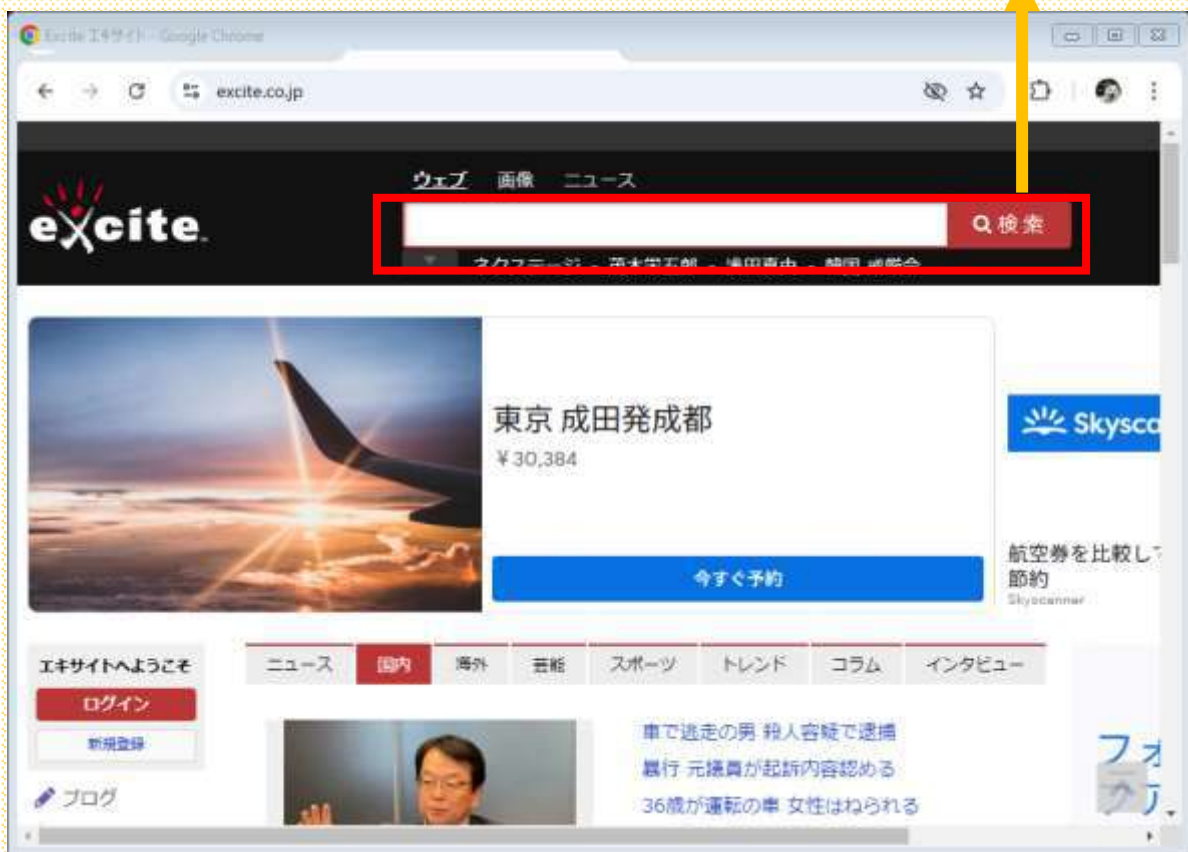 Excite エキサイト - Google Chrome
excite.co.jp
ウェブ 画像 ニュース
excite
検索
東京 成田発成都
¥30,384
今すぐ予約
Skysca
航空券を比較して
節約
Skyscanner
エキサイトへようこそ
ログイン
新規登録
ブログ
ニュース 国内 海外 芸能 スポーツ トレンド コラム インタビュー
車で逃走の男 殺人容疑で逮捕
暴行 元議員が起訴内容認める
36歳が運転の車 女性はねられる
フォ